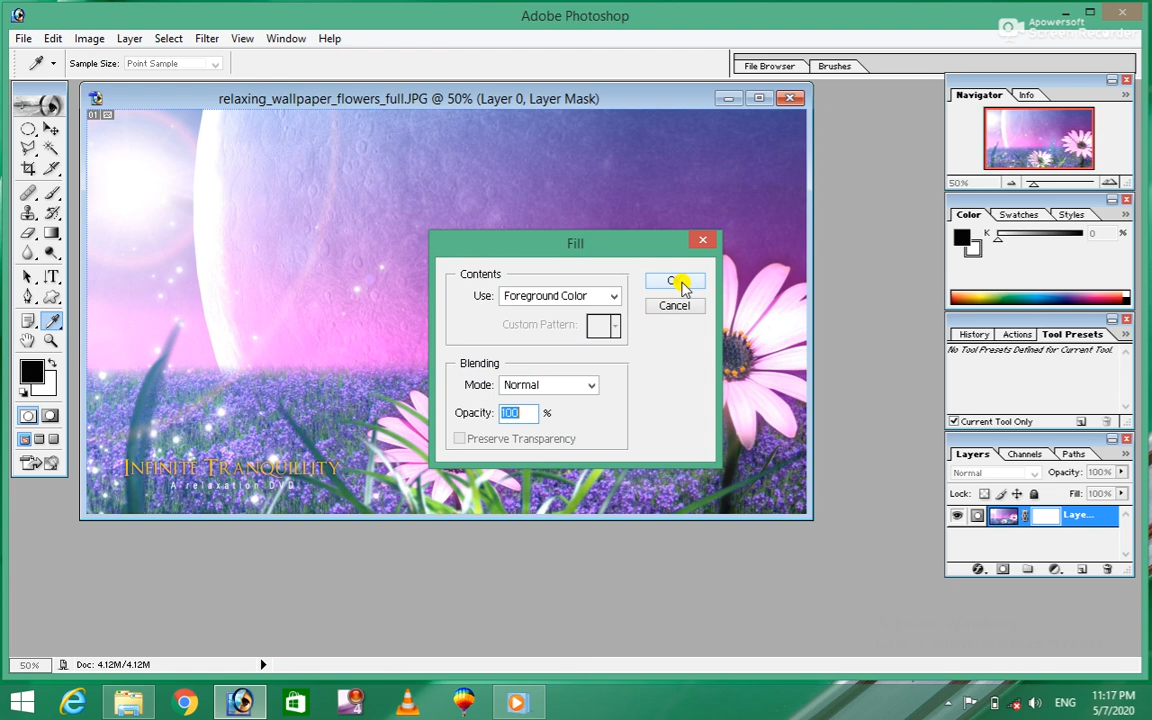 Adobe Photoshop
Apowersoft
Screen Recorder
File Edit Image Layer Select Filter View Window Help
Sample Size: Point Sample
File Browser Brushes
relaxing_wallpaper_flowers_full.JPG @ 50% (Layer 0, Layer Mask)
01
Navigator Info
50%
Color Swatches Styles
K 0 %
History Actions Tool Presets
No Tool Presets Defined for Current Tool.
Current Tool Only
Layers Channels Paths
Normal Opacity: 100%
Lock: Fill: 100%
Laye...
Fill
Contents
Use: Foreground Color
Custom Pattern:
Cancel
Blending
Mode: Normal
Opacity: 100 %
Preserve Transparency
INFINITE TRANQUILLITY
A relaxation DVD
50% Doc: 4.12M/4.12M
4
ENG
11:17 PM
5/7/2020